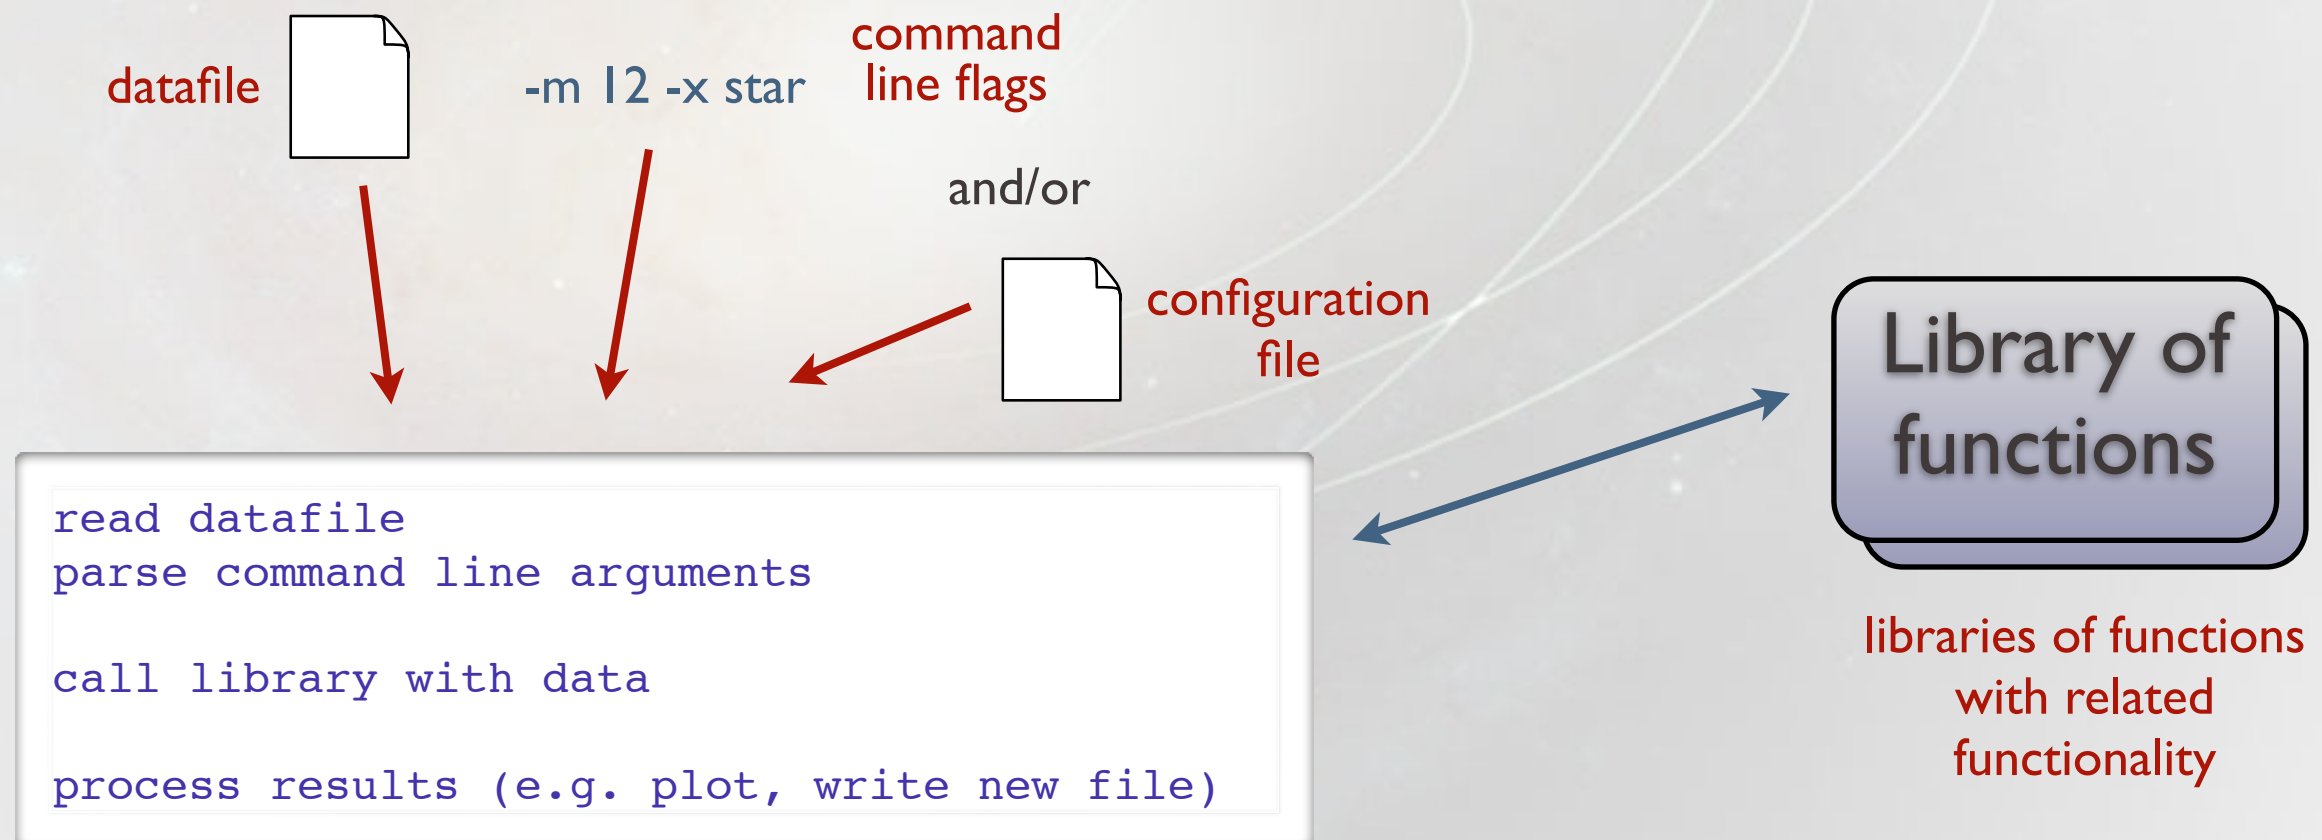 datafile
-m 12 -x star
command
line flags
and/or
configuration
file
read datafile
parse command line arguments
call library with data
process results (e.g. plot, write new file)
Library of
functions
libraries of functions
with related
functionality